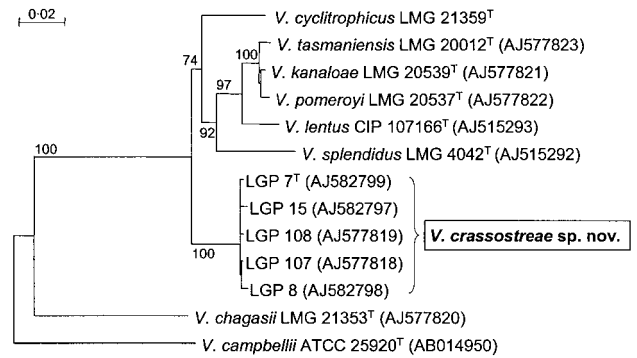 0·02
V. cyclitrophicus LMG 21359T
74
V. tasmaniensis LMG 20012T (AJ577823)
100
V. kanaloae LMG 20539T (AJ577821)
97
V. pomeroyi LMG 20537T (AJ577822)
92
V. lentus CIP 107166T (AJ515293)
100
V. splendidus LMG 4042T (AJ515292)
LGP 7T (AJ582799)
LGP 15 (AJ582797)
LGP 108 (AJ577819)
V. crassostreae sp. nov.
100
LGP 107 (AJ577818)
LGP 8 (AJ582798)
V. chagasii LMG 21353T (AJ577820)
V. campbellii ATCC 25920T (AB014950)